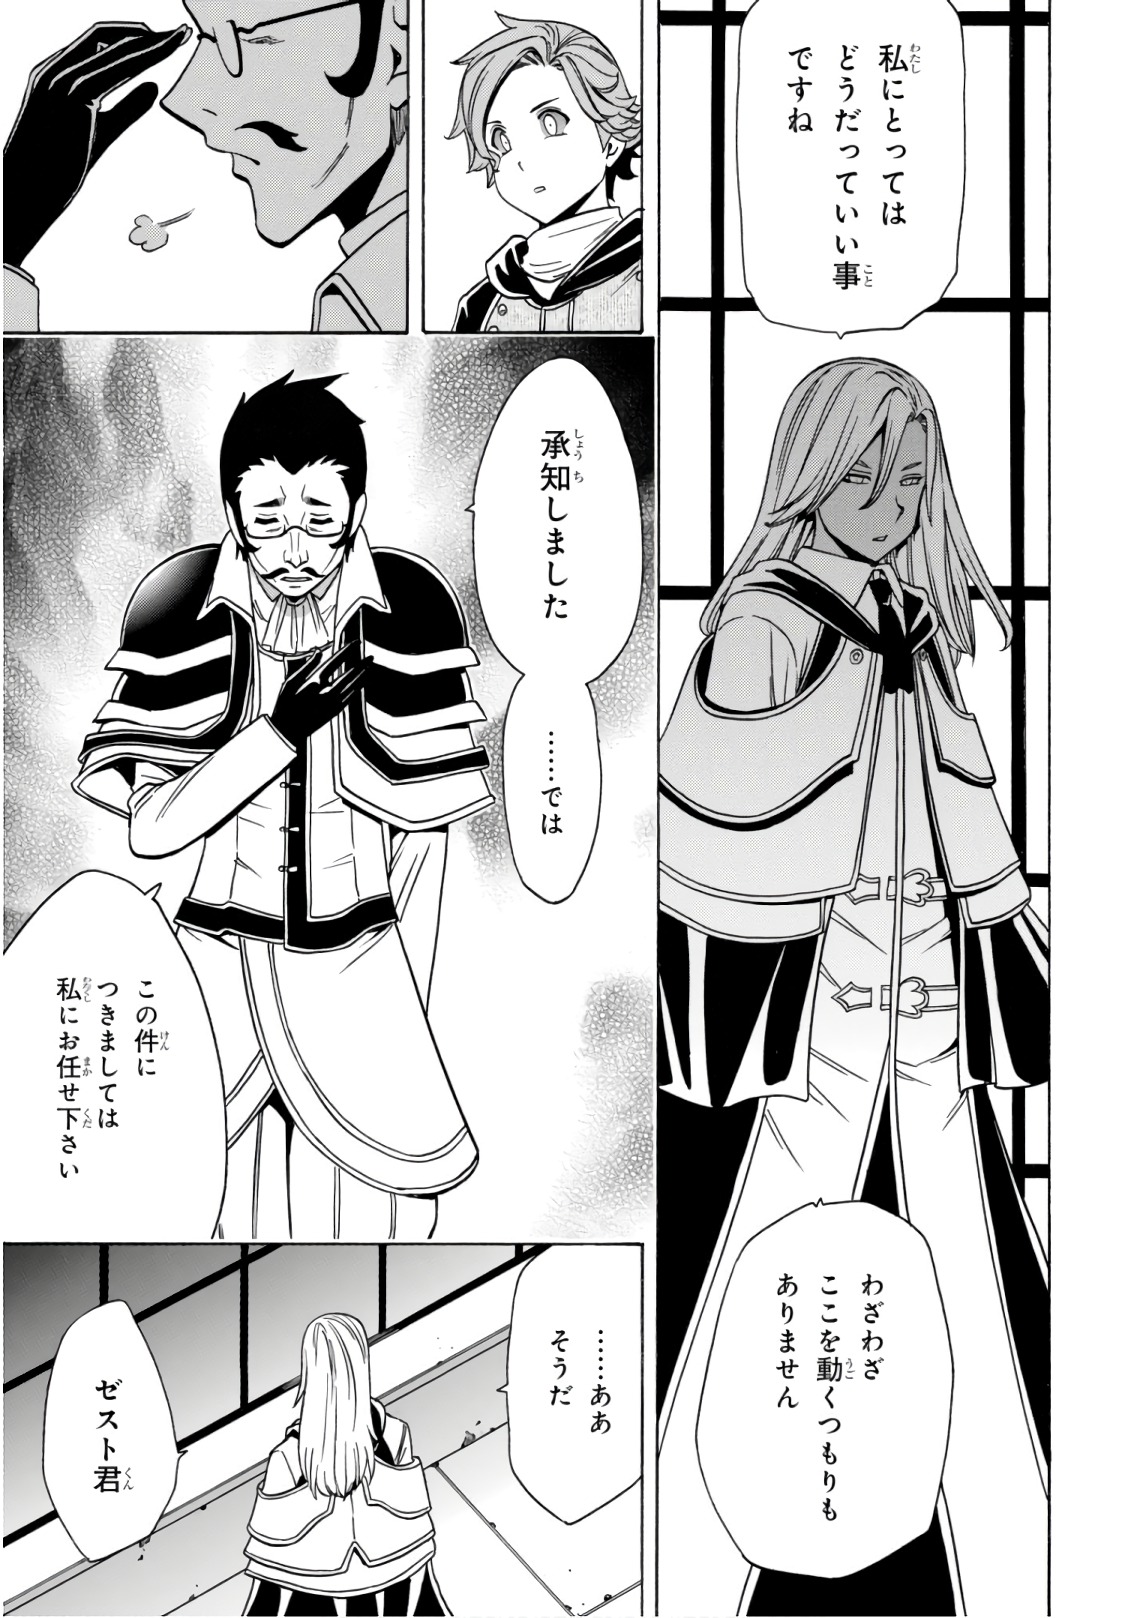 私にとっては
どうだっていい事
ですね
わざわざ
ここを動くつもりも
ありません
承知しました
……では
この件に
つきましては
私にお任せ下さい
……ああ
そうだ
ゼスト君